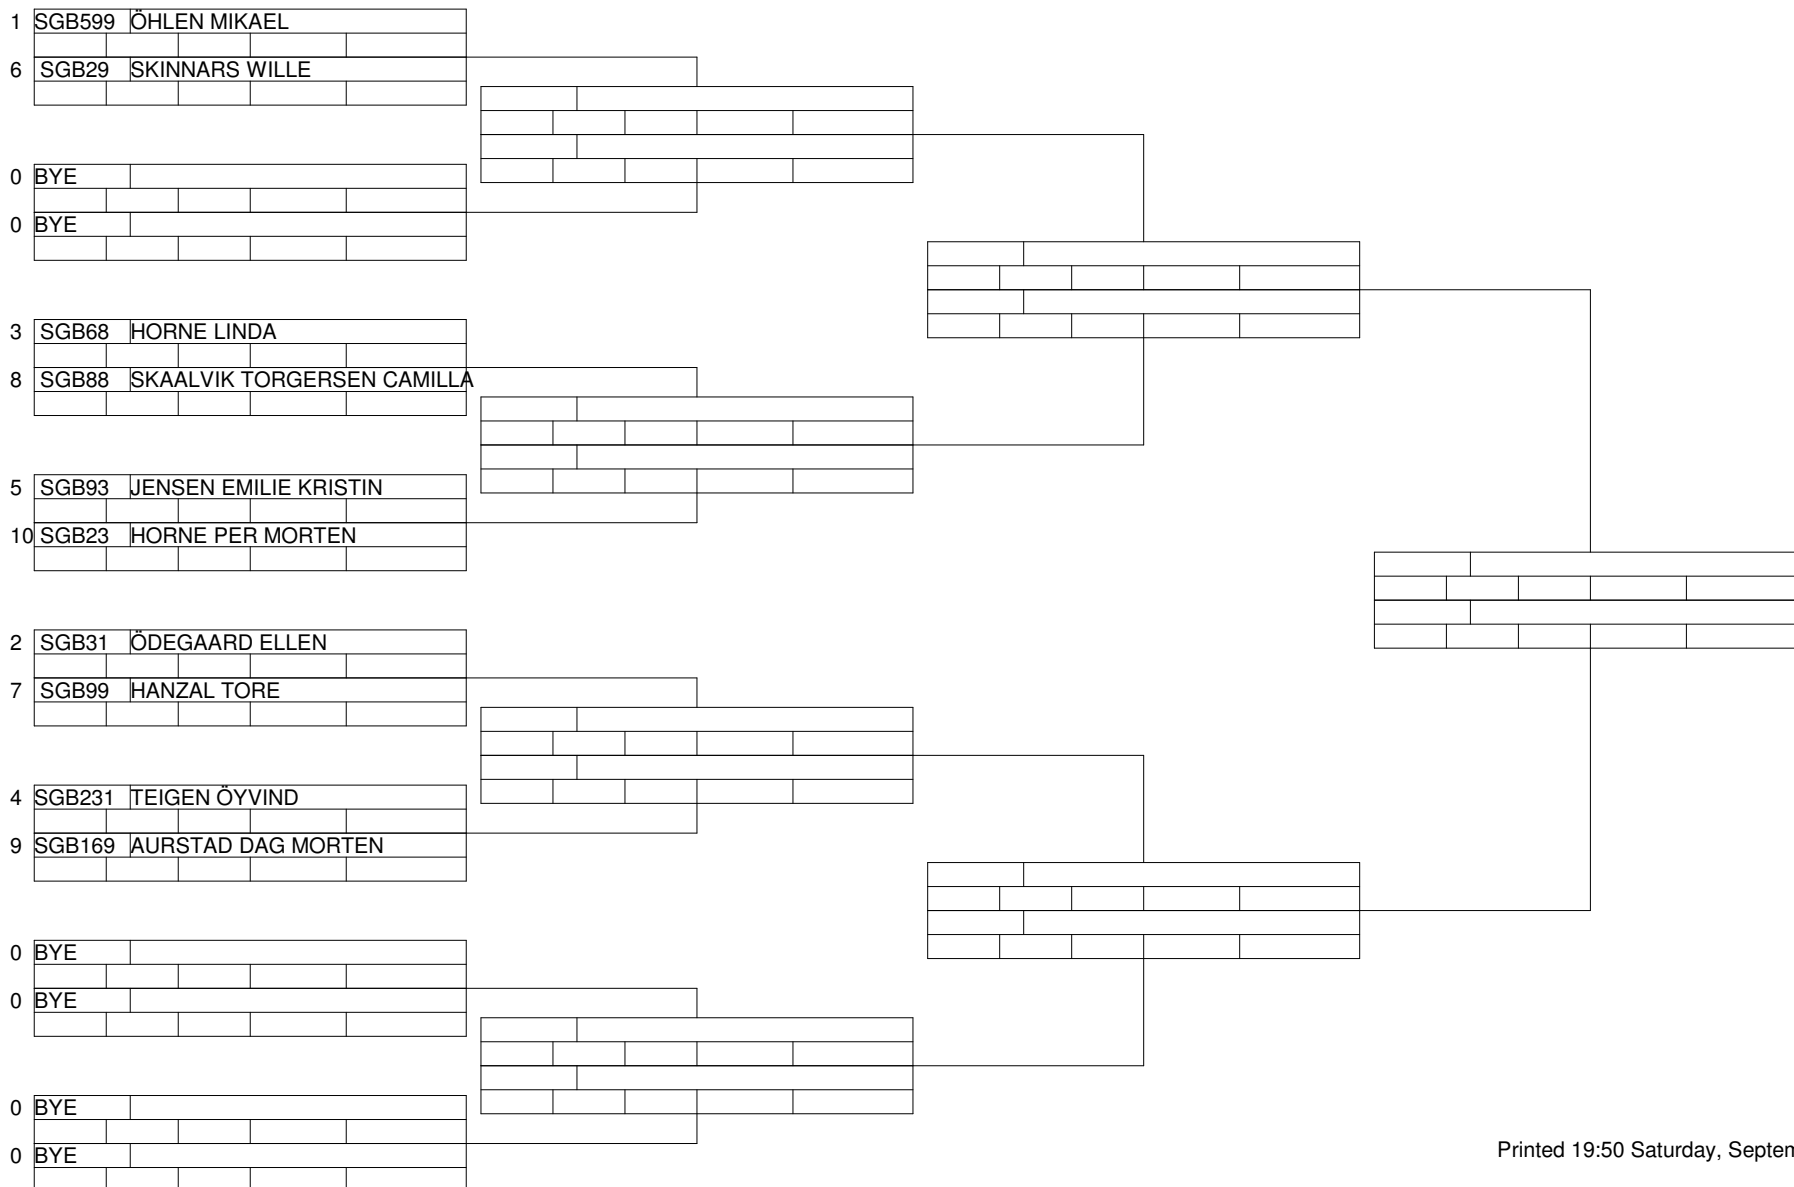 1 SGB599 ÖHLEN MIKAEL
6 SGB29 SKINNARS WILLE
0 BYE
0 BYE
3 SGB68 HORNE LINDA
8 SGB88 SKAALVIK TORGERSEN CAMILLA
5 SGB93 JENSEN EMILIE KRISTIN
10 SGB23 HORNE PER MORTEN
2 SGB31 ÖDEGAARD ELLEN
7 SGB99 HANZAL TORE
4 SGB231 TEIGEN ÖYVIND
9 SGB169 AURSTAD DAG MORTEN
0 BYE
0 BYE
0 BYE
0 BYE
Printed 19:50 Saturday, Septem